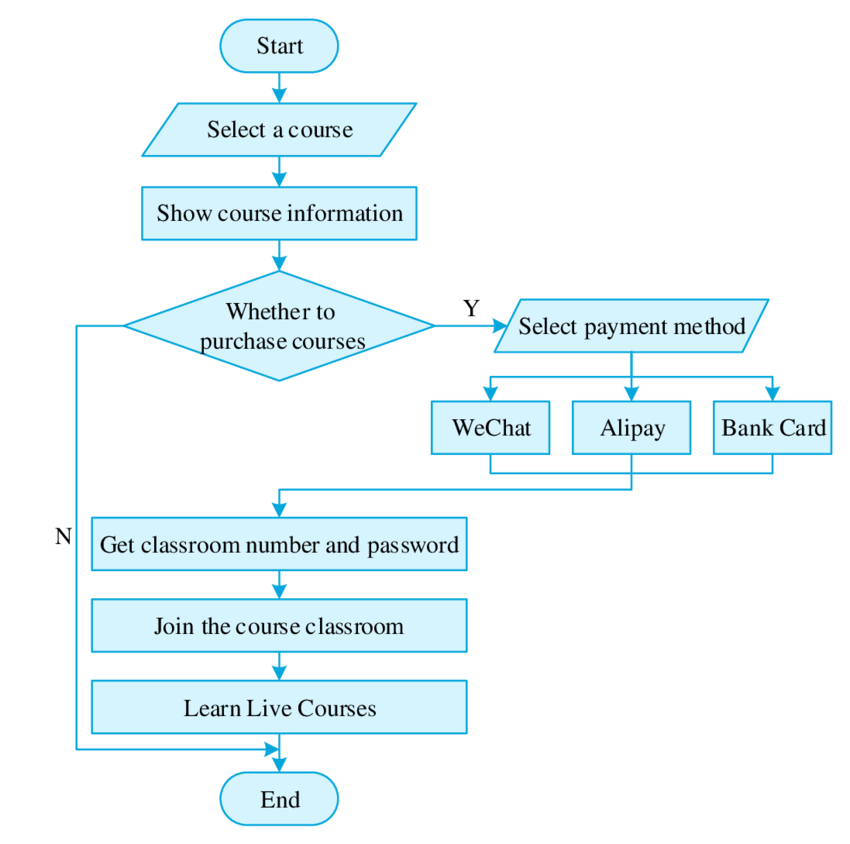 Start
Select a course
Show course information
Whether to
purchase courses
Y
Select payment method
WeChat
Alipay
Bank Card
N
Get classroom number and password
Join the course classroom
Learn Live Courses
End